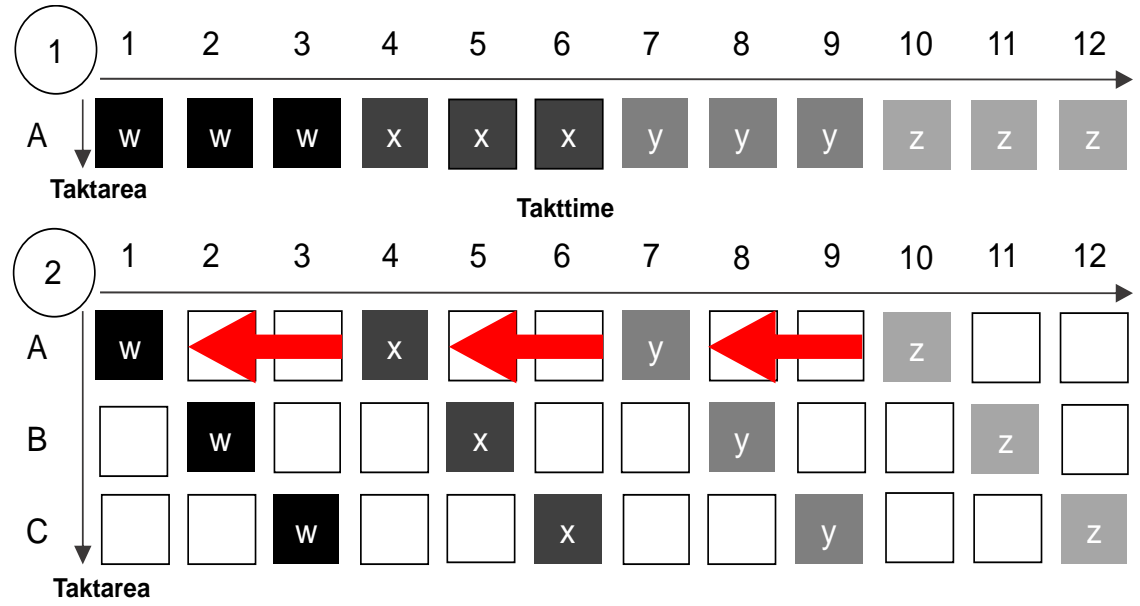 1 1 2 3 4 5 6 7 8 9 10 11 12
A w w w x x x y y y z z z
Taktarea
Takttime
2 1 2 3 4 5 6 7 8 9 10 11 12
A w x y z
B w x y z
C w x y z
Taktarea